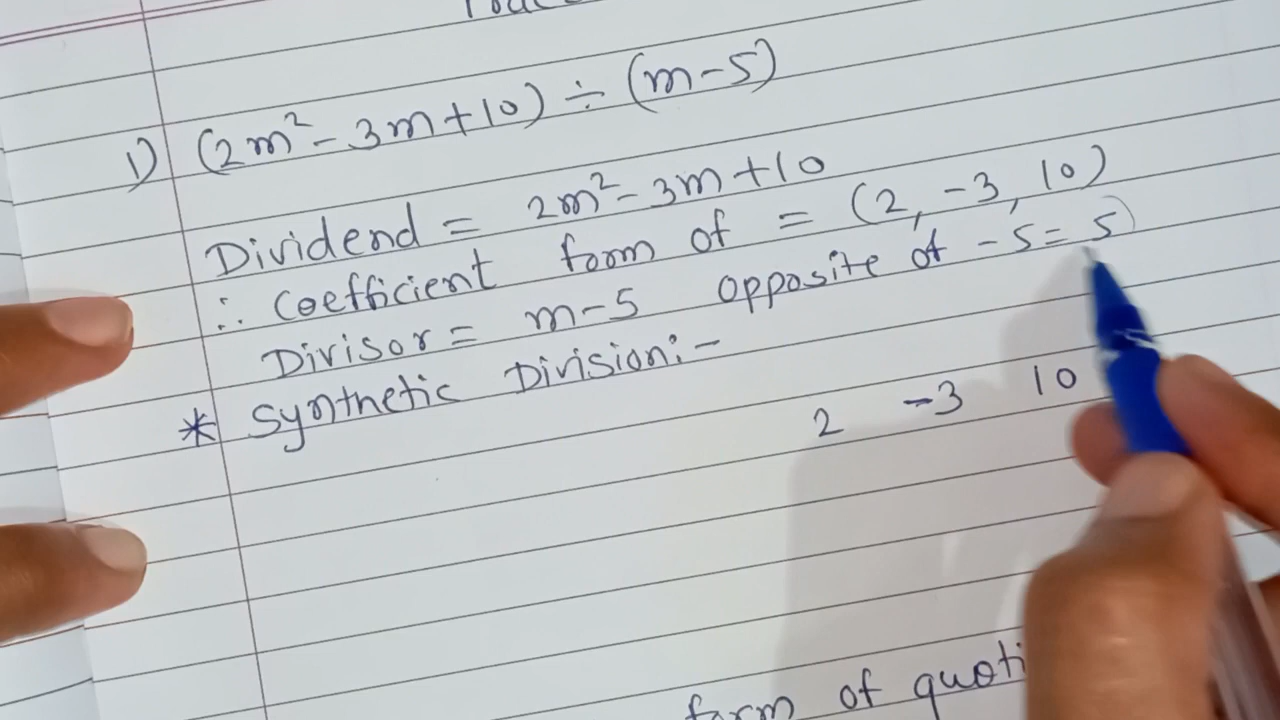 1) (2m² - 3m + 10) ÷ (m - 5)
Dividend = 2m² - 3m + 10
∴ Coefficient form of = (2, -3, 10)
Divisor = m - 5 opposite of -5 = 5
* Synthetic Division:-
2 -3 10
form of